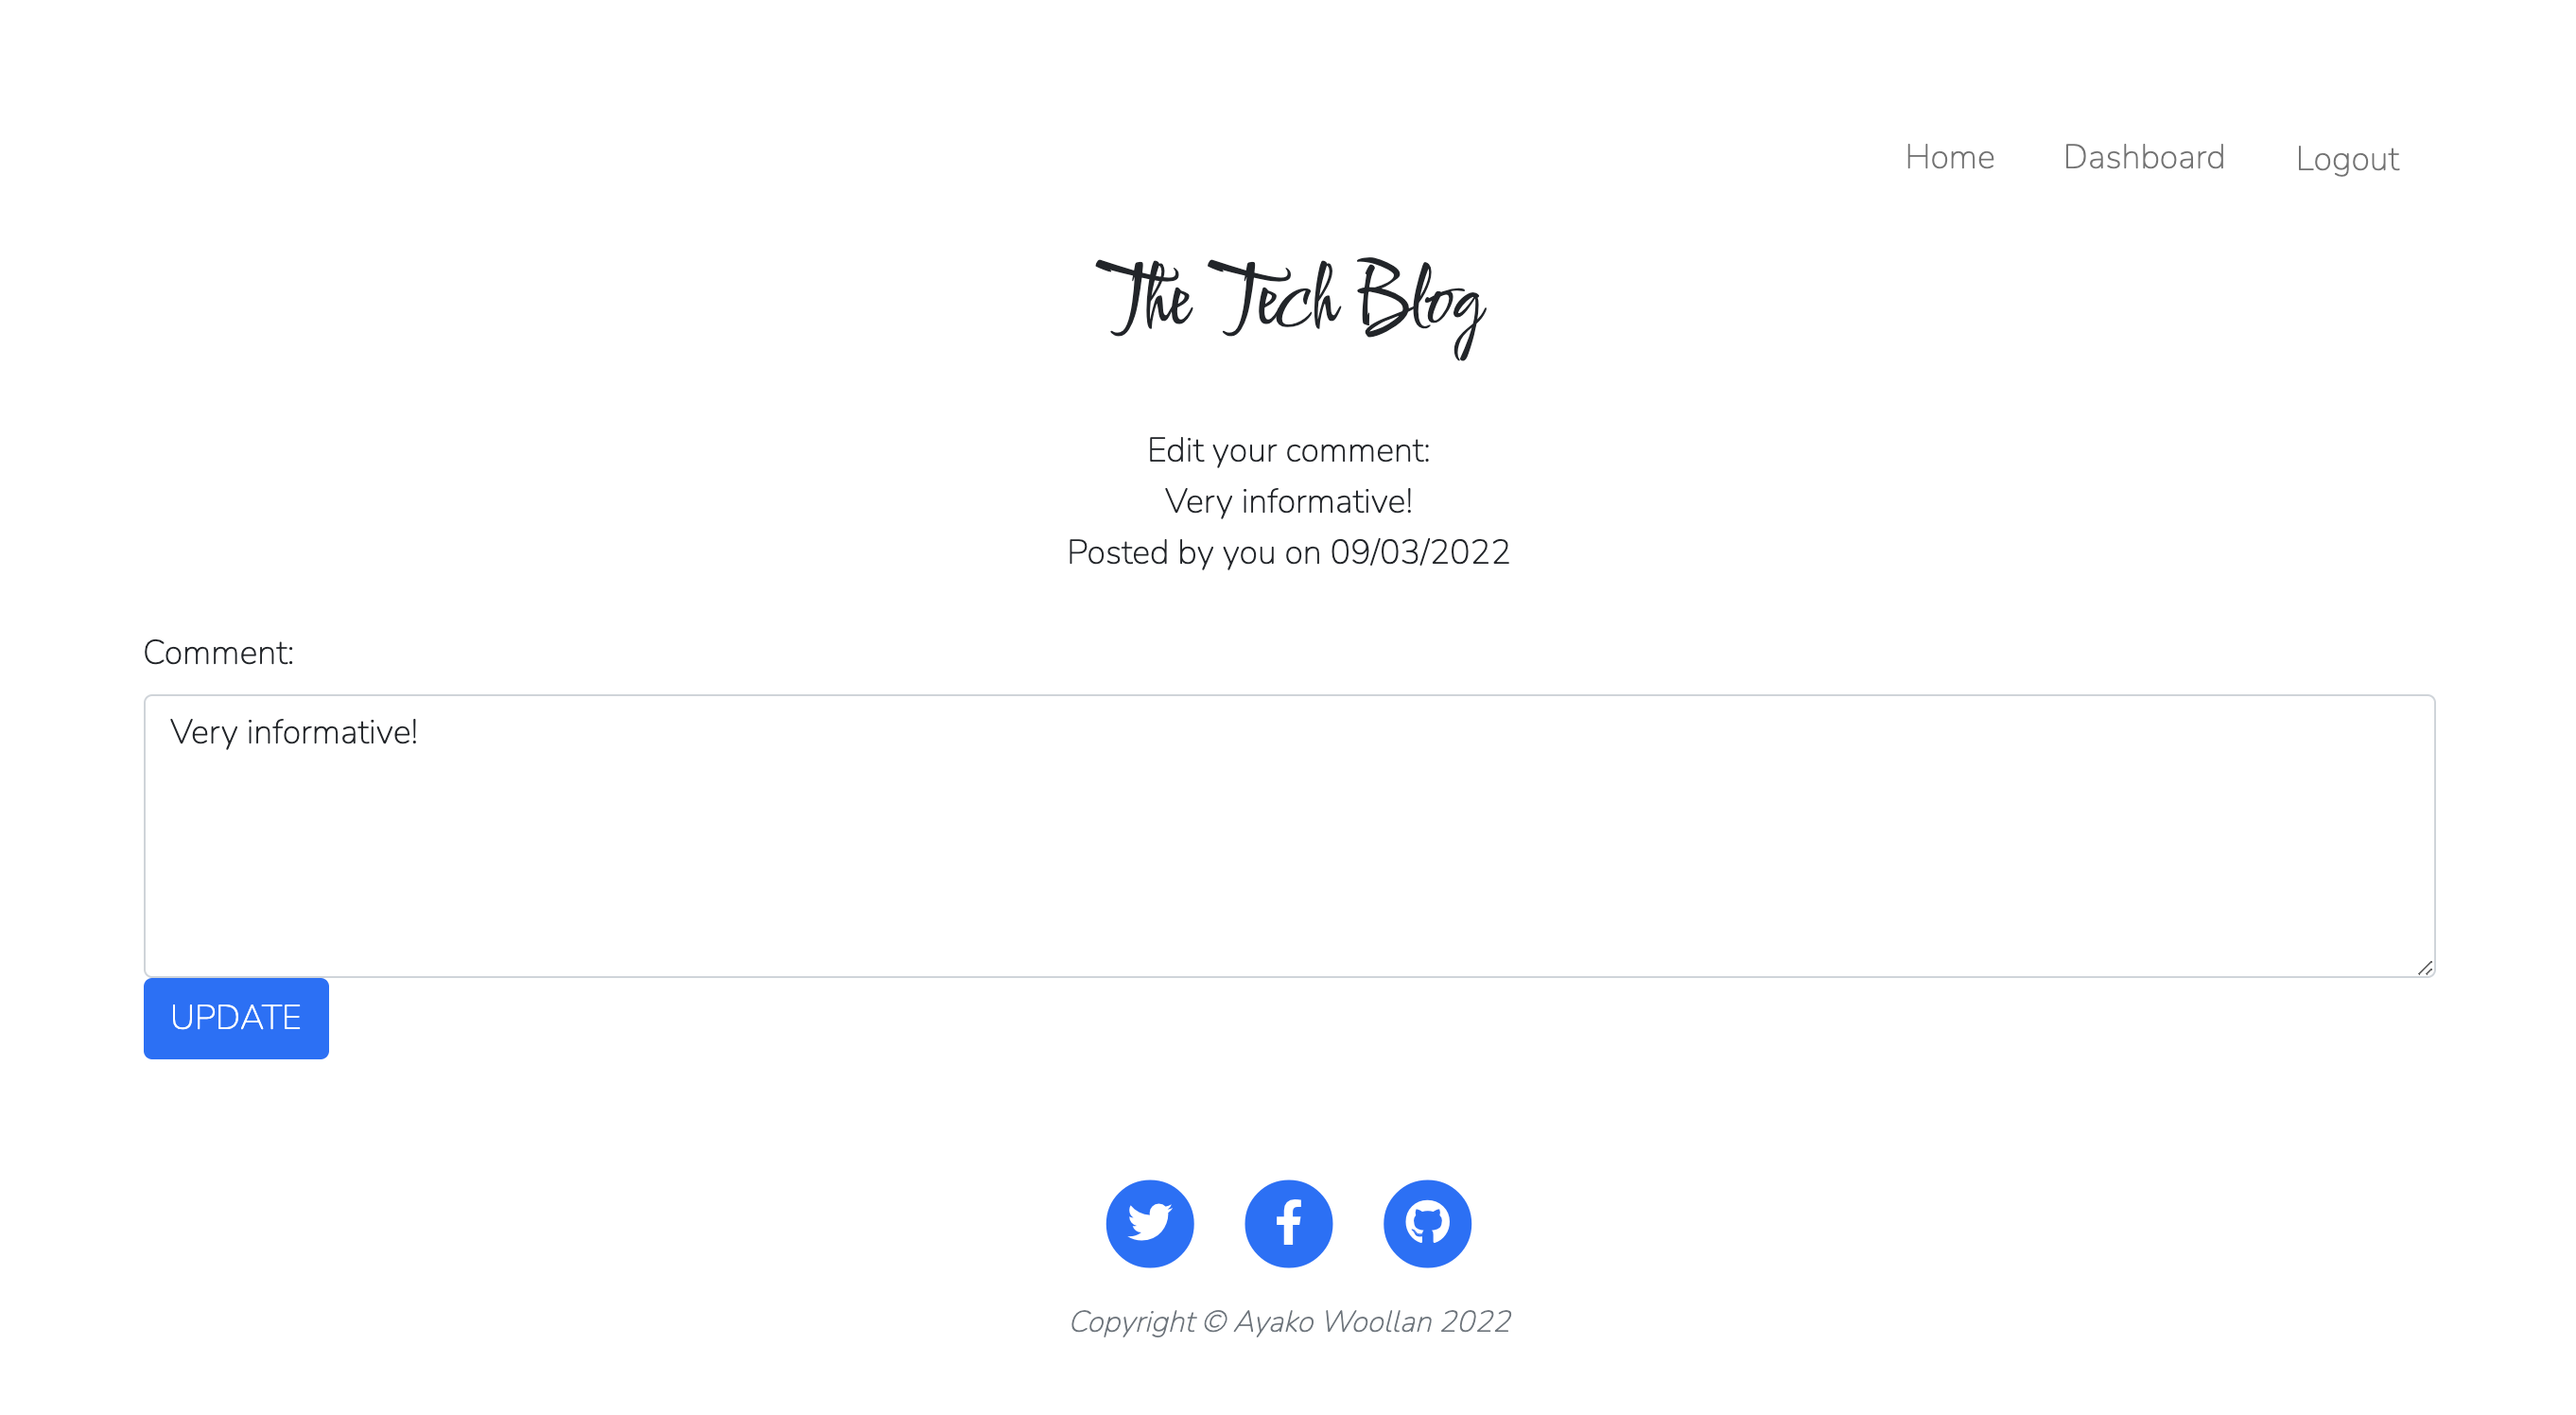 Home Dashboard Logout
The Tech Blog
Edit your comment:
Very informative!
Posted by you on 09/03/2022
Comment:
Very informative!
UPDATE
Copyright © Ayako Woollan 2022